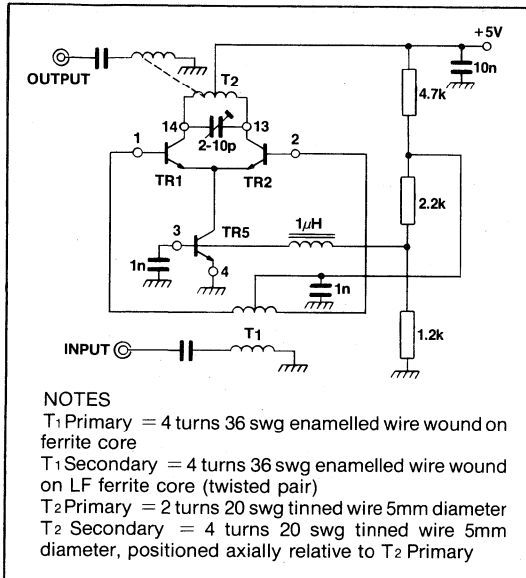 +5V
OUTPUT
T2
10n
4.7k
14
13
2-10p
1
2
TR1
TR2
2.2k
1μH
3
TR5
1n
4
1n
T1
1.2k
INPUT
NOTES
T1 Primary = 4 turns 36 swg enamelled wire wound on
ferrite core
T1 Secondary = 4 turns 36 swg enamelled wire wound
on LF ferrite core (twisted pair)
T2 Primary = 2 turns 20 swg tinned wire 5mm diameter
T2 Secondary = 4 turns 20 swg tinned wire 5mm
diameter, positioned axially relative to T2 Primary